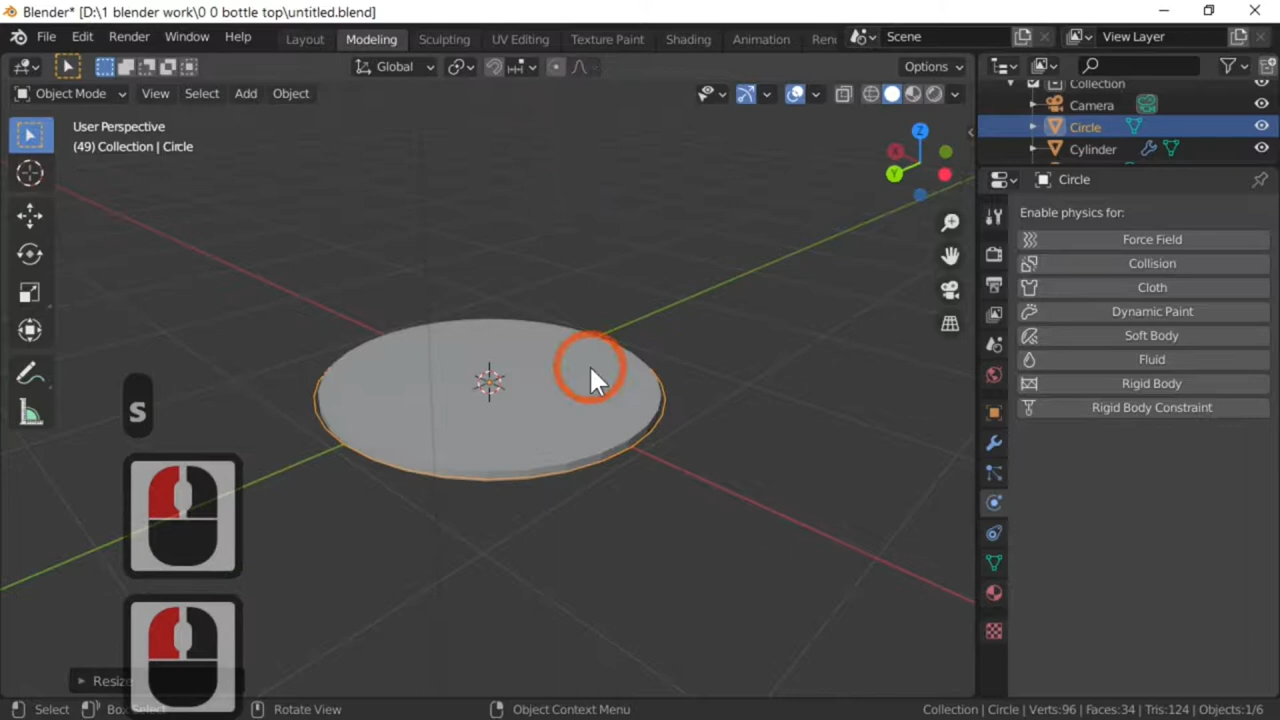 Blender* [D:\1 blender work\0 0 bottle top\untitled.blend]
File Edit Render Window Help Layout Modeling Sculpting UV Editing Texture Paint Shading Animation Ren Scene View Layer
Global Options
Object Mode View Select Add Object
User Perspective
(49) Collection | Circle
Z
X
Y
Collection
Camera
Circle
Cylinder
Circle
Enable physics for:
Force Field
Collision
Cloth
Dynamic Paint
Soft Body
Fluid
Rigid Body
Rigid Body Constraint
S
Resize
Select Box Select Rotate View Object Context Menu Collection | Circle | Verts:96 | Faces:34 | Tris:124 | Objects:1/6